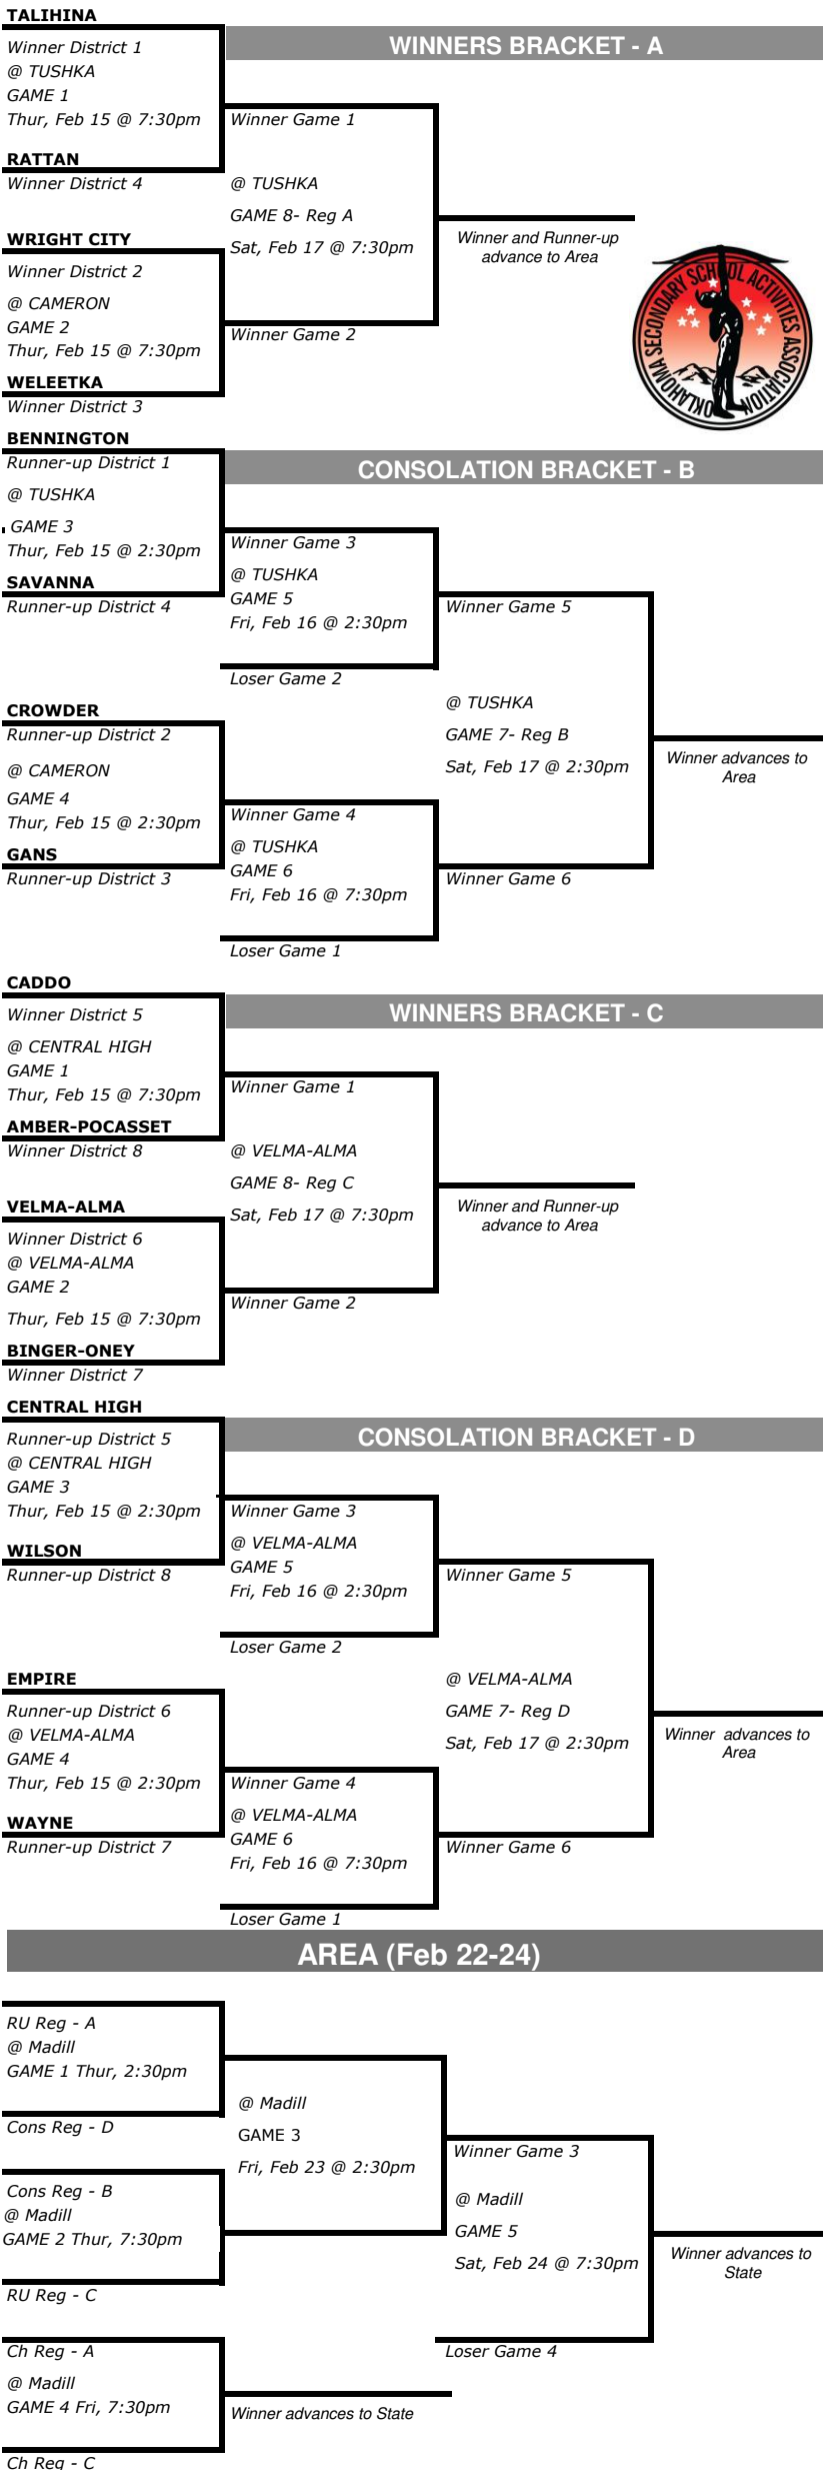 TALIHINA
WINNERS BRACKET - A
Winner District 1
@ TUSHKA
GAME 1
Thur, Feb 15 @ 7:30pm
Winner Game 1
RATTAN
Winner District 4
@ TUSHKA
GAME 8- Reg A
Sat, Feb 17 @ 7:30pm
Winner and Runner-up
advance to Area
WRIGHT CITY
Winner District 2
@ CAMERON
GAME 2
Thur, Feb 15 @ 7:30pm
Winner Game 2
WELEETKA
Winner District 3
OKLAHOMA SECONDARY SCHOOL ACTIVITIES ASSOCIATION
BENNINGTON
CONSOLATION BRACKET - B
Runner-up District 1
@ TUSHKA
GAME 3
Thur, Feb 15 @ 2:30pm
Winner Game 3
@ TUSHKA
GAME 5
Fri, Feb 16 @ 2:30pm
SAVANNA
Runner-up District 4
Winner Game 5
Loser Game 2
@ TUSHKA
GAME 7- Reg B
Sat, Feb 17 @ 2:30pm
Winner advances to
Area
CROWDER
Runner-up District 2
@ CAMERON
GAME 4
Thur, Feb 15 @ 2:30pm
Winner Game 4
@ TUSHKA
GAME 6
Fri, Feb 16 @ 7:30pm
GANS
Runner-up District 3
Winner Game 6
Loser Game 1
CADDO
WINNERS BRACKET - C
Winner District 5
@ CENTRAL HIGH
GAME 1
Thur, Feb 15 @ 7:30pm
Winner Game 1
AMBER-POCASSET
Winner District 8
@ VELMA-ALMA
GAME 8- Reg C
Sat, Feb 17 @ 7:30pm
Winner and Runner-up
advance to Area
VELMA-ALMA
Winner District 6
@ VELMA-ALMA
GAME 2
Thur, Feb 15 @ 7:30pm
Winner Game 2
BINGER-ONEY
Winner District 7
CENTRAL HIGH
CONSOLATION BRACKET - D
Runner-up District 5
@ CENTRAL HIGH
GAME 3
Thur, Feb 15 @ 2:30pm
Winner Game 3
@ VELMA-ALMA
GAME 5
Fri, Feb 16 @ 2:30pm
WILSON
Runner-up District 8
Winner Game 5
Loser Game 2
@ VELMA-ALMA
GAME 7- Reg D
Sat, Feb 17 @ 2:30pm
Winner advances to
Area
EMPIRE
Runner-up District 6
@ VELMA-ALMA
GAME 4
Thur, Feb 15 @ 2:30pm
Winner Game 4
@ VELMA-ALMA
GAME 6
Fri, Feb 16 @ 7:30pm
WAYNE
Runner-up District 7
Winner Game 6
Loser Game 1
AREA (Feb 22-24)
RU Reg - A
@ Madill
GAME 1 Thur, 2:30pm
Cons Reg - D
@ Madill
GAME 3
Fri, Feb 23 @ 2:30pm
Cons Reg - B
@ Madill
GAME 2 Thur, 7:30pm
RU Reg - C
Winner Game 3
@ Madill
GAME 5
Sat, Feb 24 @ 7:30pm
Winner advances to
State
Loser Game 4
Ch Reg - A
@ Madill
GAME 4 Fri, 7:30pm
Winner advances to State
Ch Reg - C